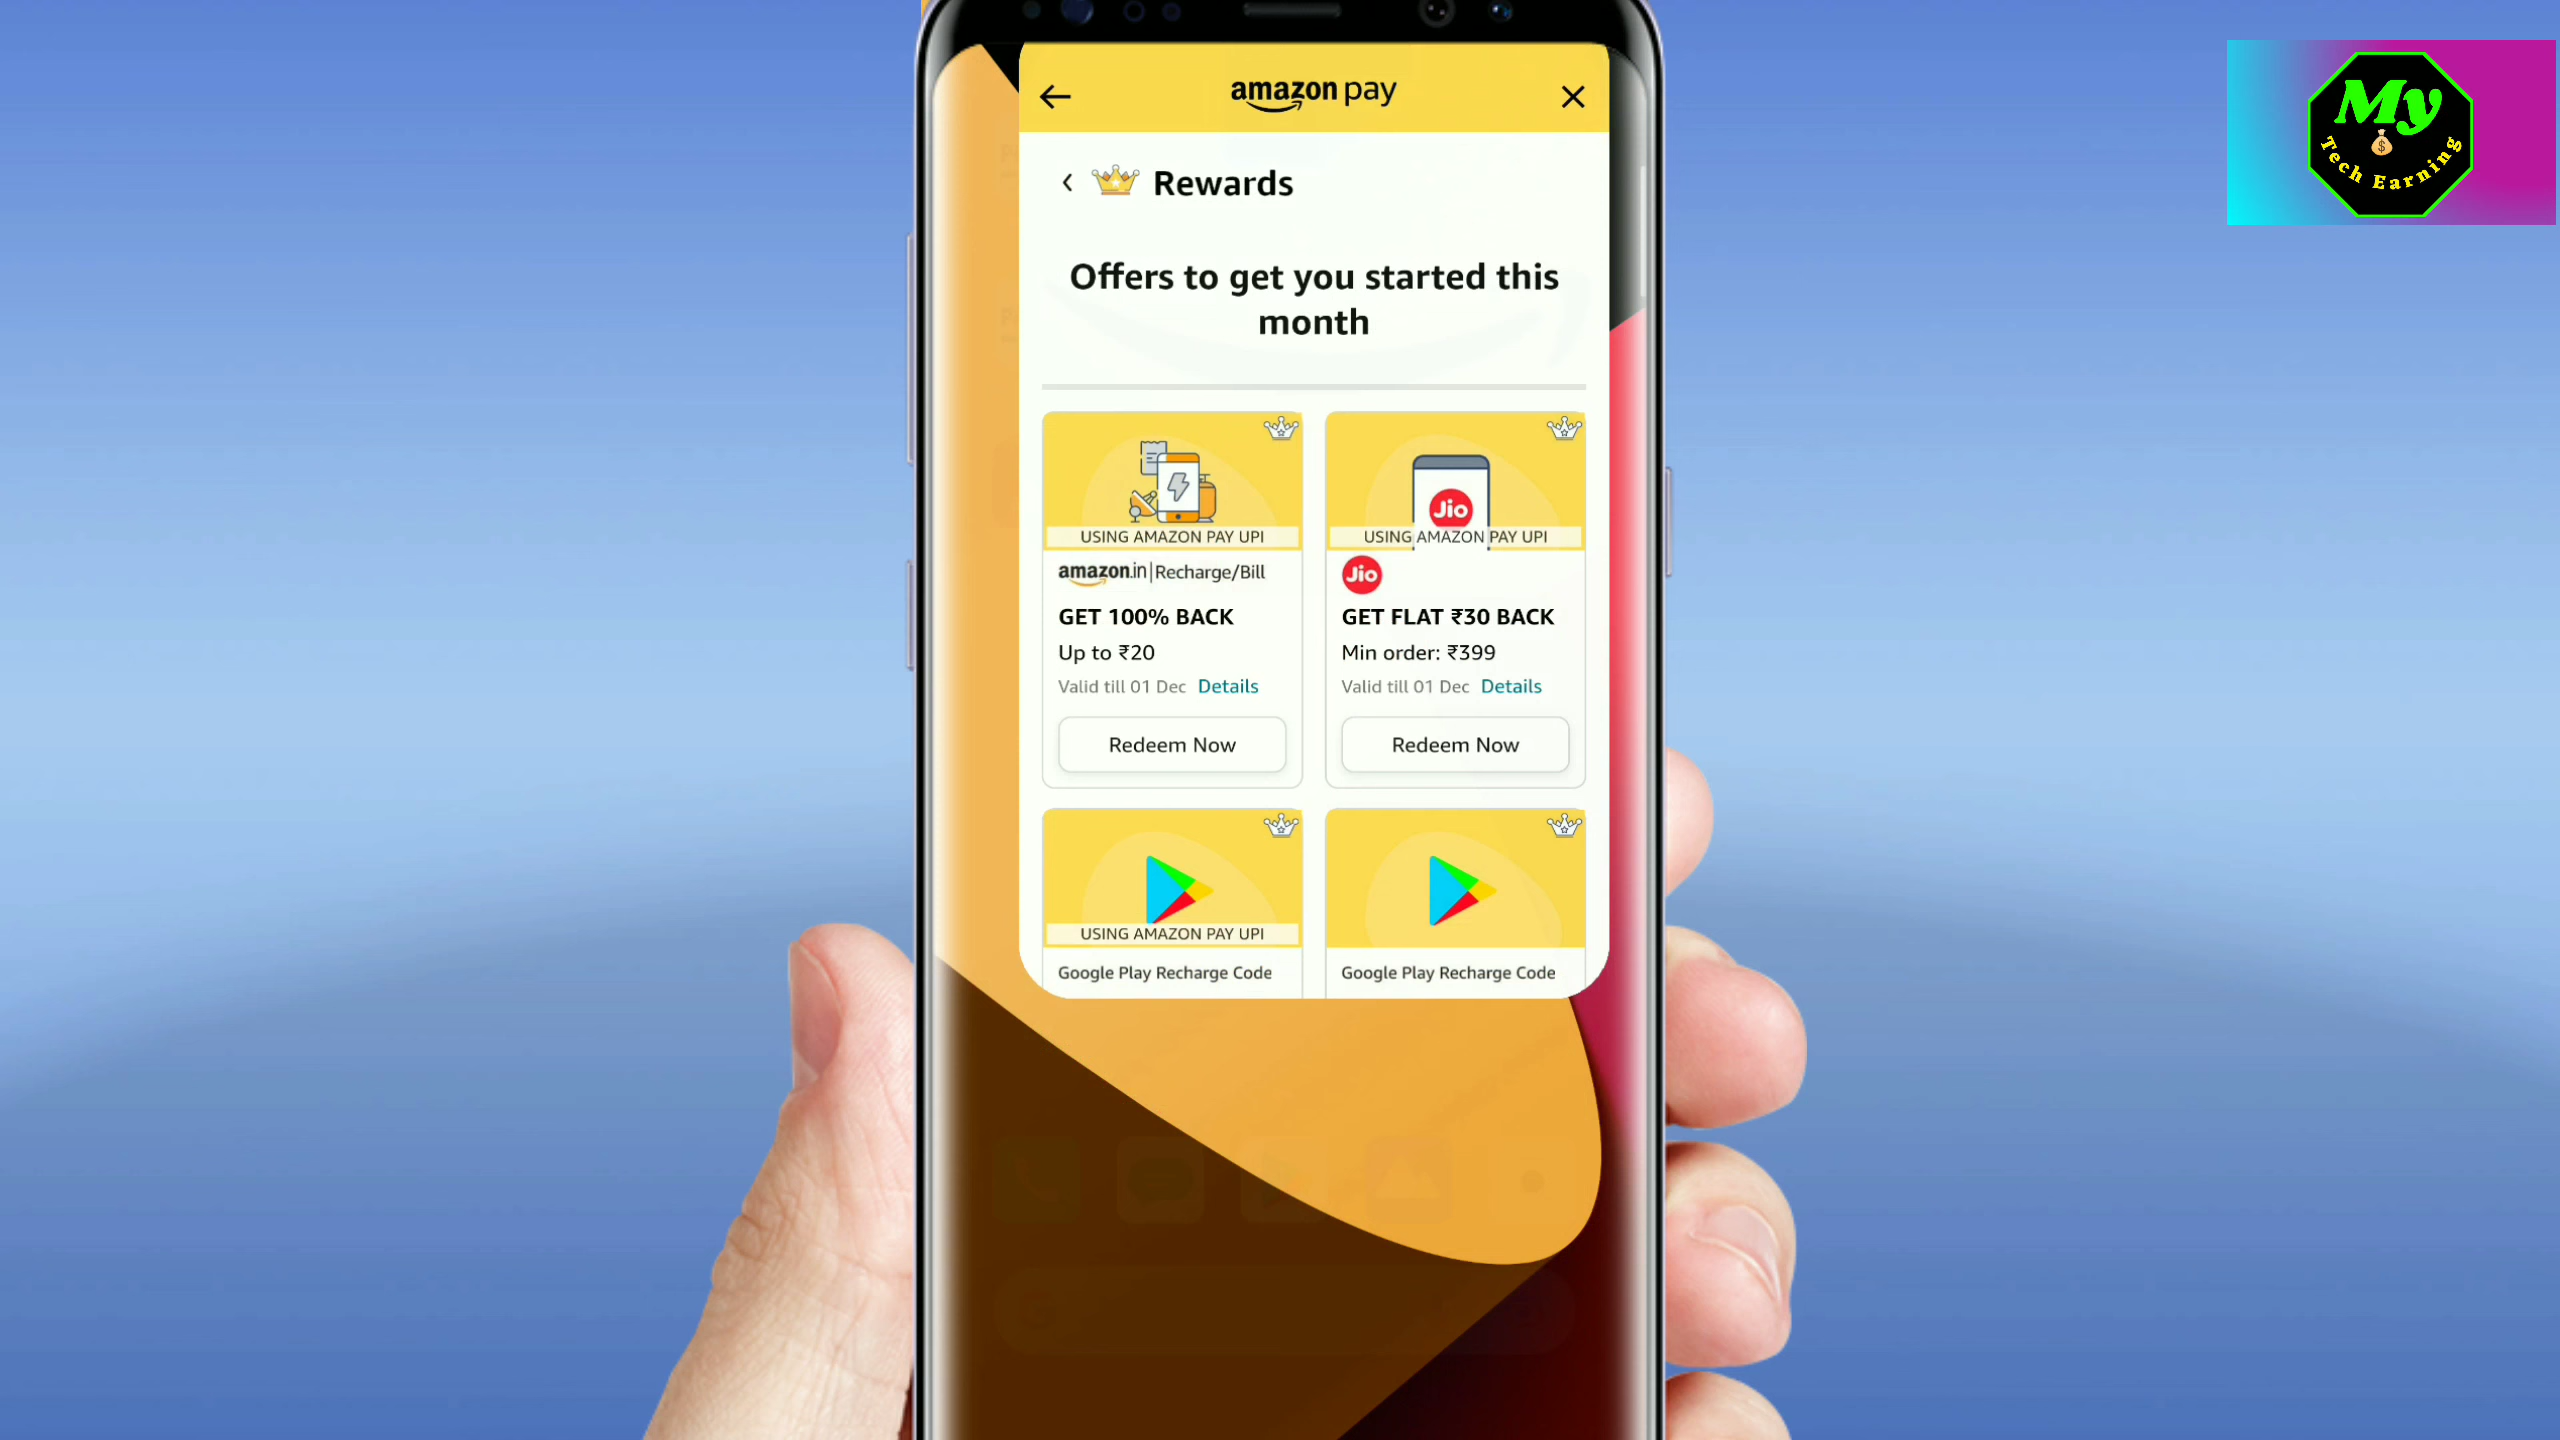 amazon pay
My
Tech Earning
Rewards
Offers to get you started this
month
USING AMAZON PAY UPI
amazon.in|Recharge/Bill
GET 100% BACK
Up to ₹20
Valid till 01 Dec Details
Redeem Now
Jio
USING AMAZON PAY UPI
Jio
GET FLAT ₹30 BACK
Min order: ₹399
Valid till 01 Dec Details
Redeem Now
USING AMAZON PAY UPI
Google Play Recharge Code
Google Play Recharge Code